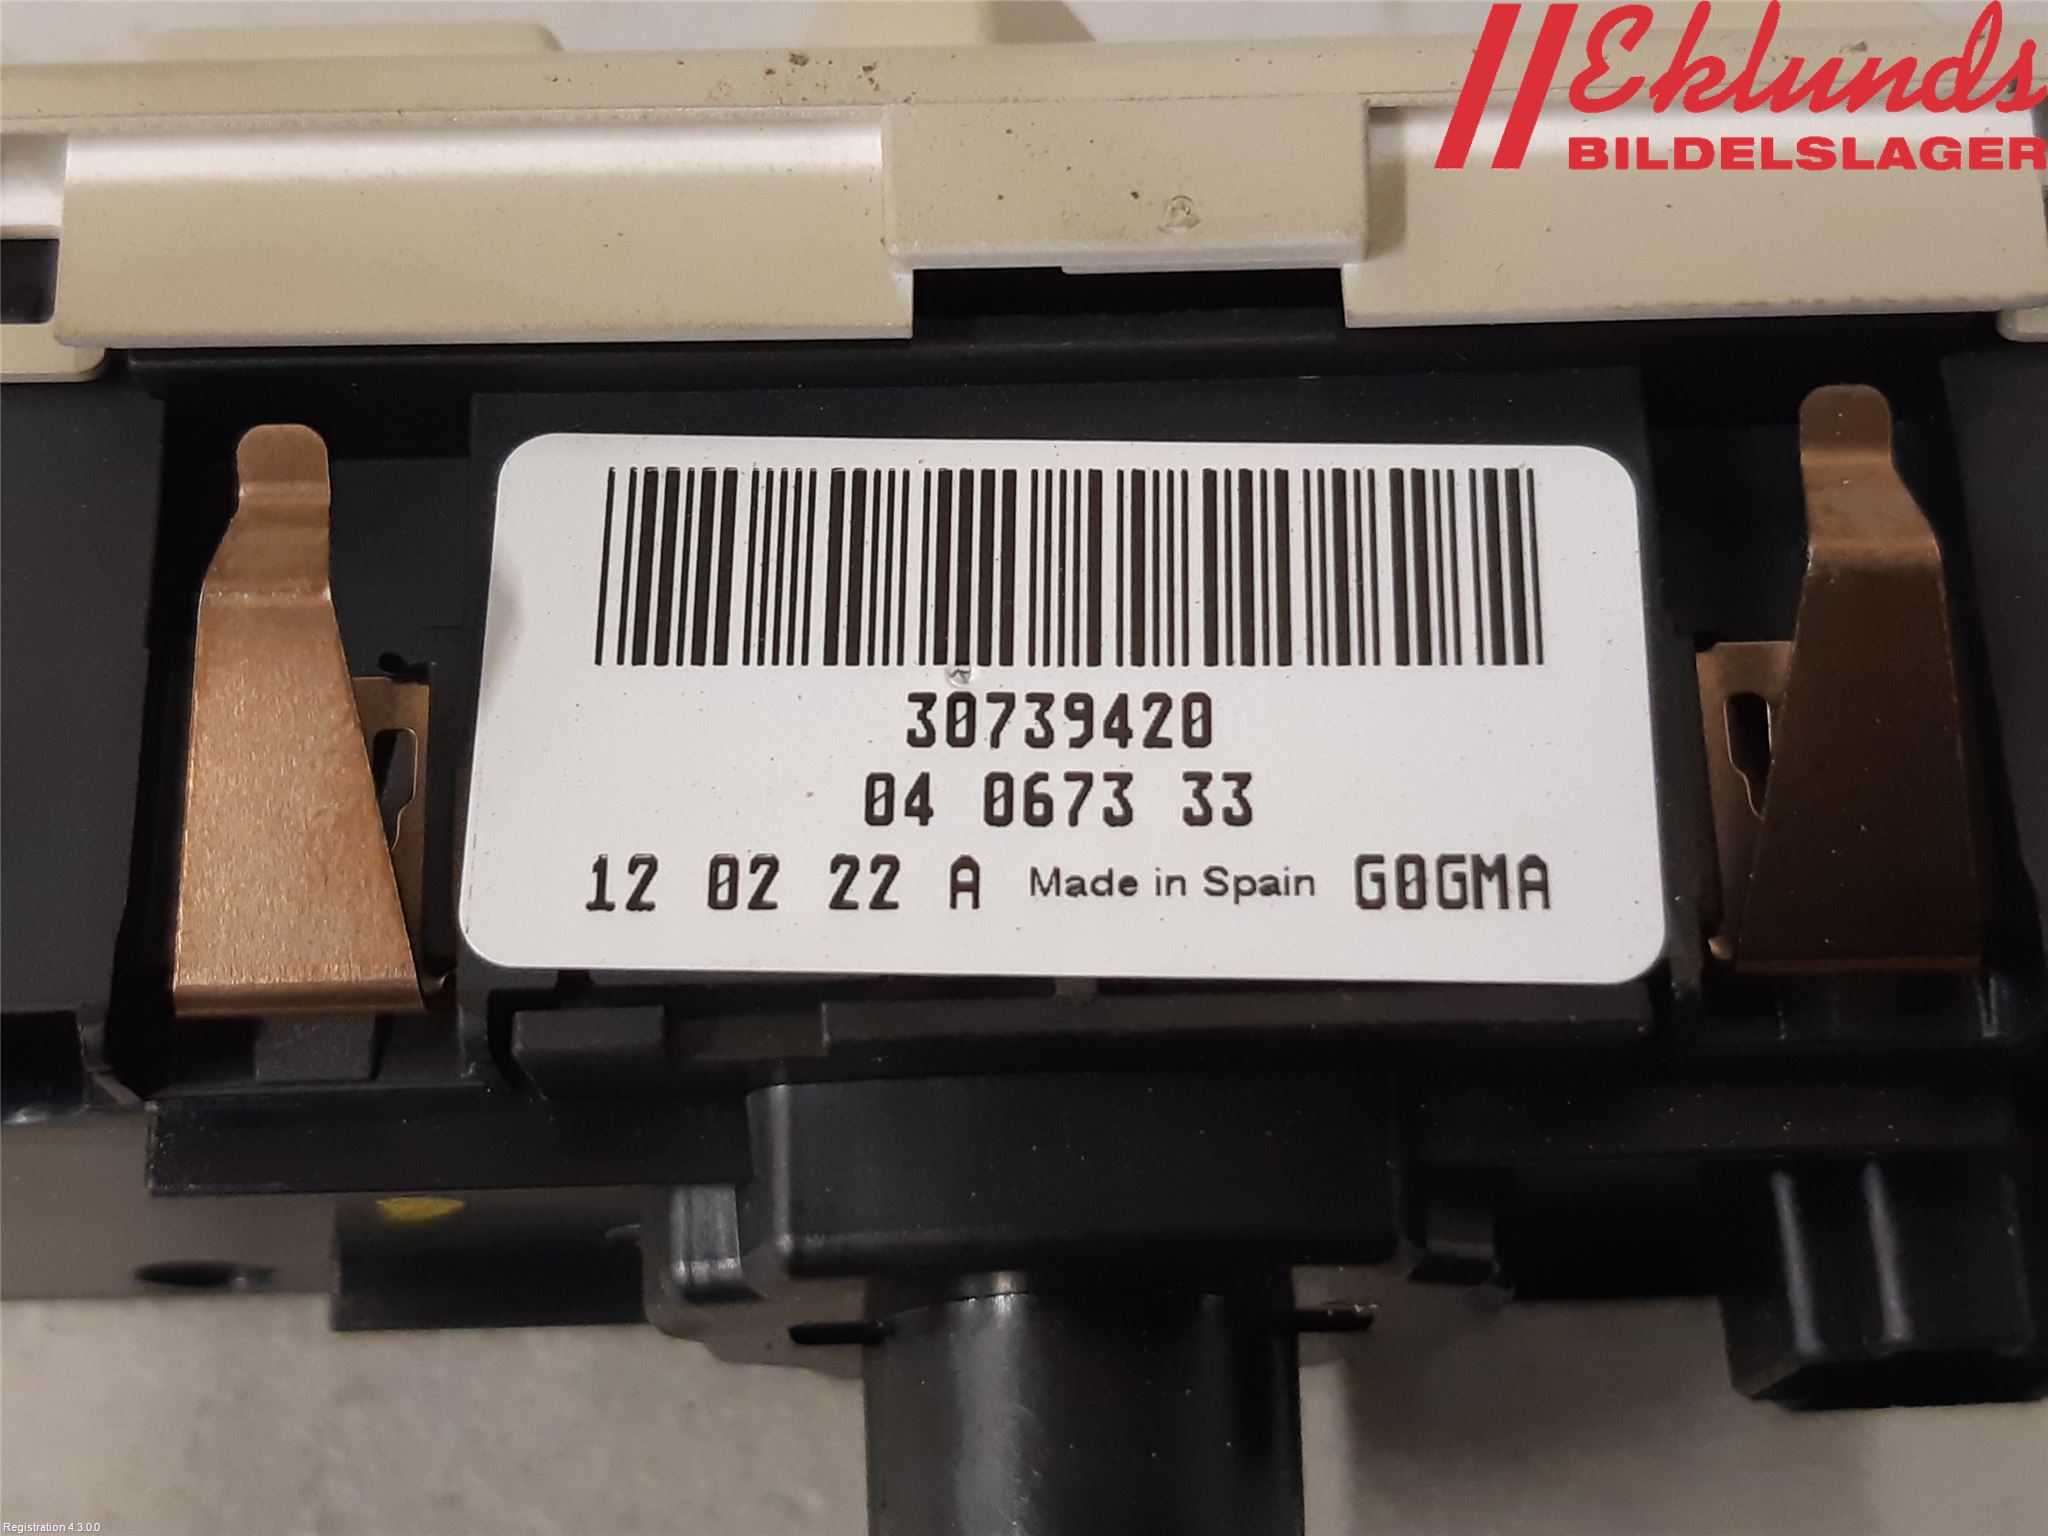 Eklunds
BILDELSLAGER
30739420
04 0673 33
12 02 22 A Made in Spain G0GMA
Registration 4.3.0.0